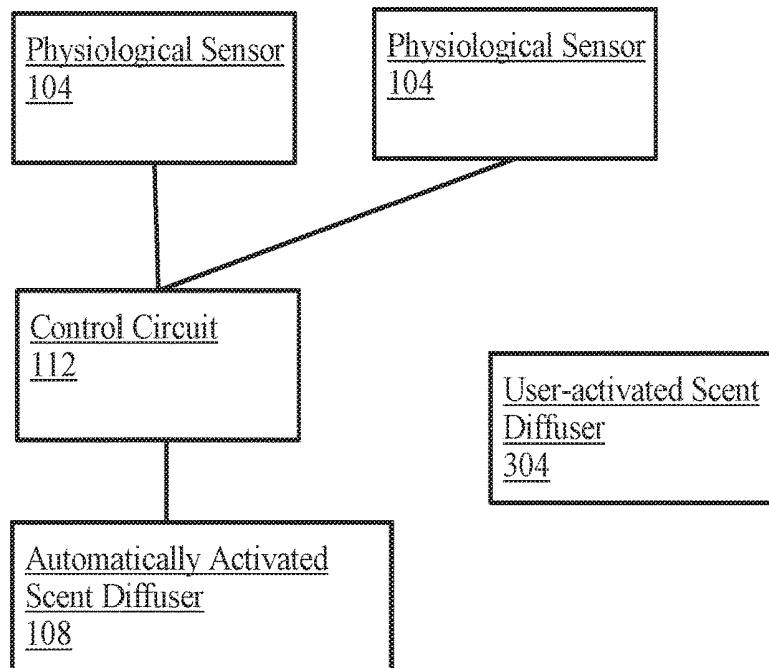 Physiological Sensor
104
Physiological Sensor
104
Control Circuit
112
User-activated Scent
Diffuser
304
Automatically Activated
Scent Diffuser
108